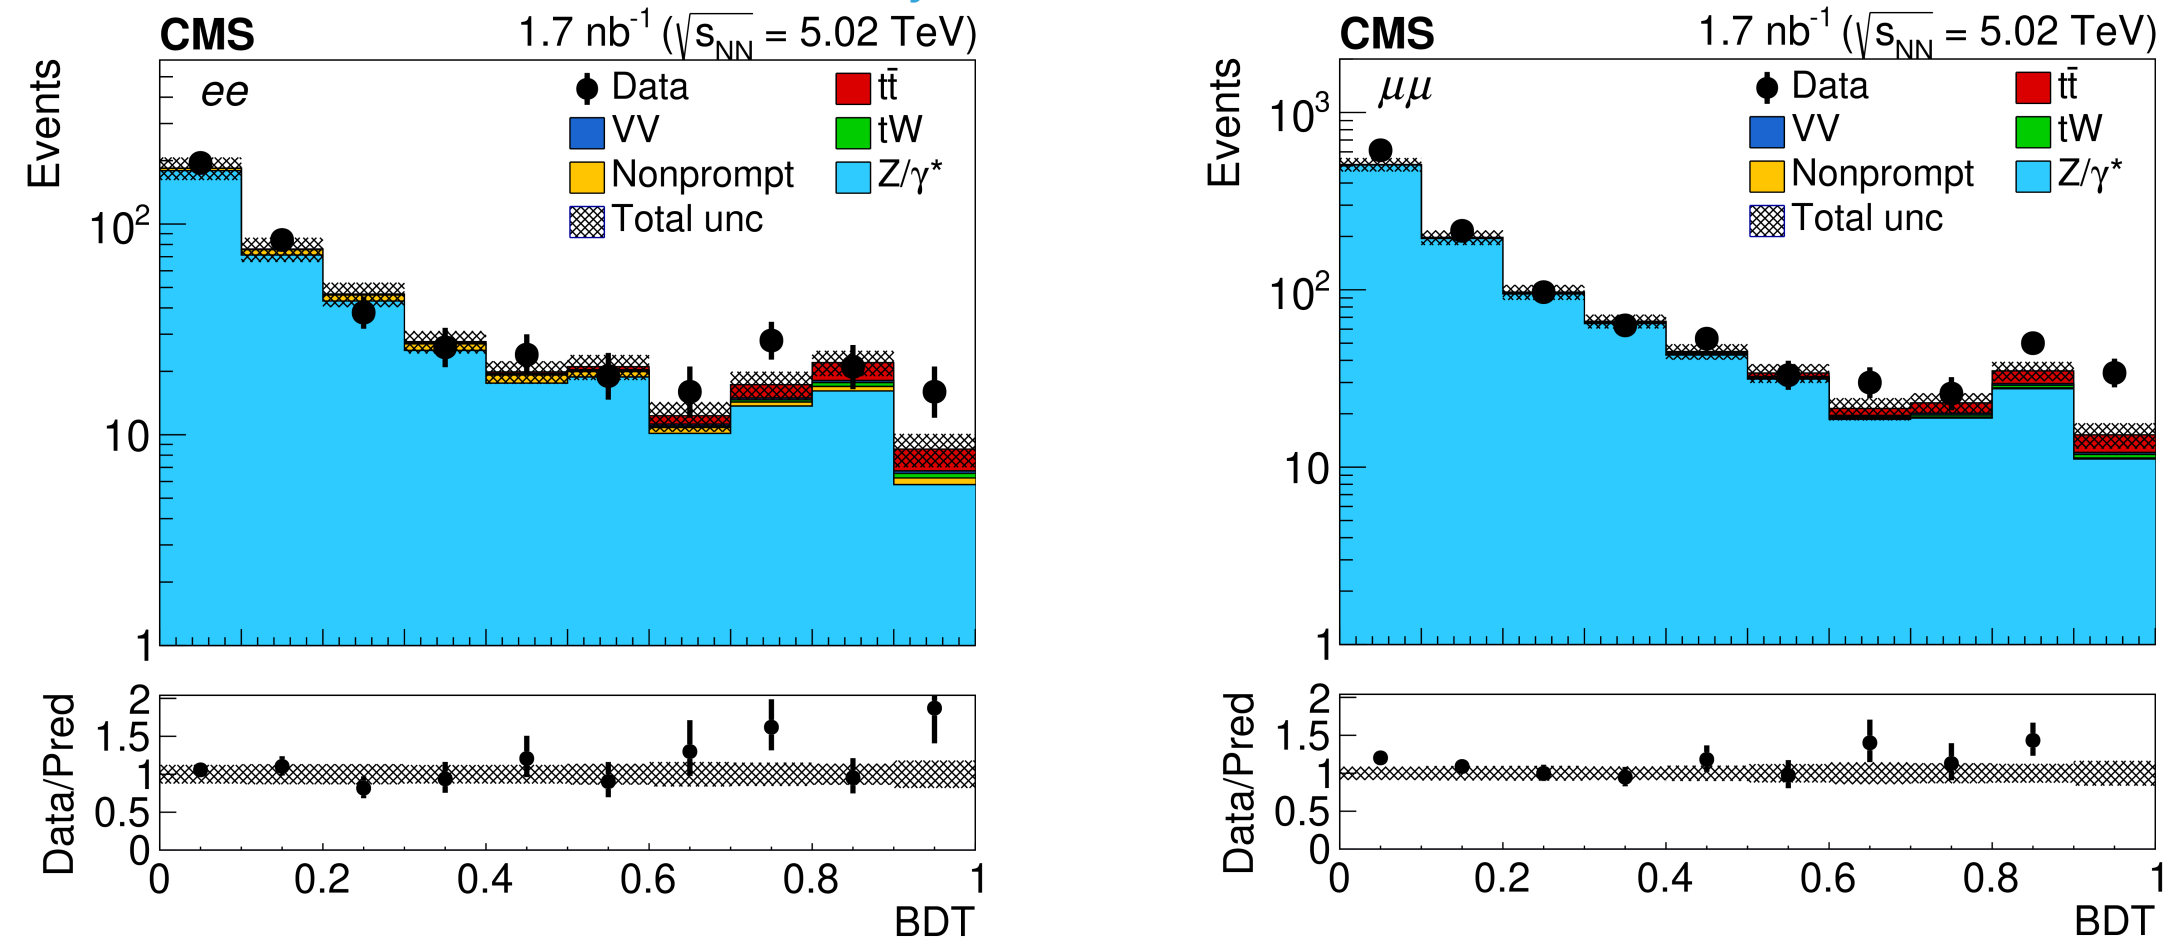 CMS
1.7 nb⁻¹ (√s_NN = 5.02 TeV)
ee
Data
tt̄
VV
tW
Nonprompt
Z/γ*
Total unc
Events
10²
10
1
Data/Pred
2
1.5
1
0.5
0
0 0.2 0.4 0.6 0.8 1
BDT
CMS
1.7 nb⁻¹ (√s_NN = 5.02 TeV)
μμ
Data
tt̄
VV
tW
Nonprompt
Z/γ*
Total unc
Events
10³
10²
10
1
Data/Pred
2
1.5
1
0.5
0
0 0.2 0.4 0.6 0.8 1
BDT